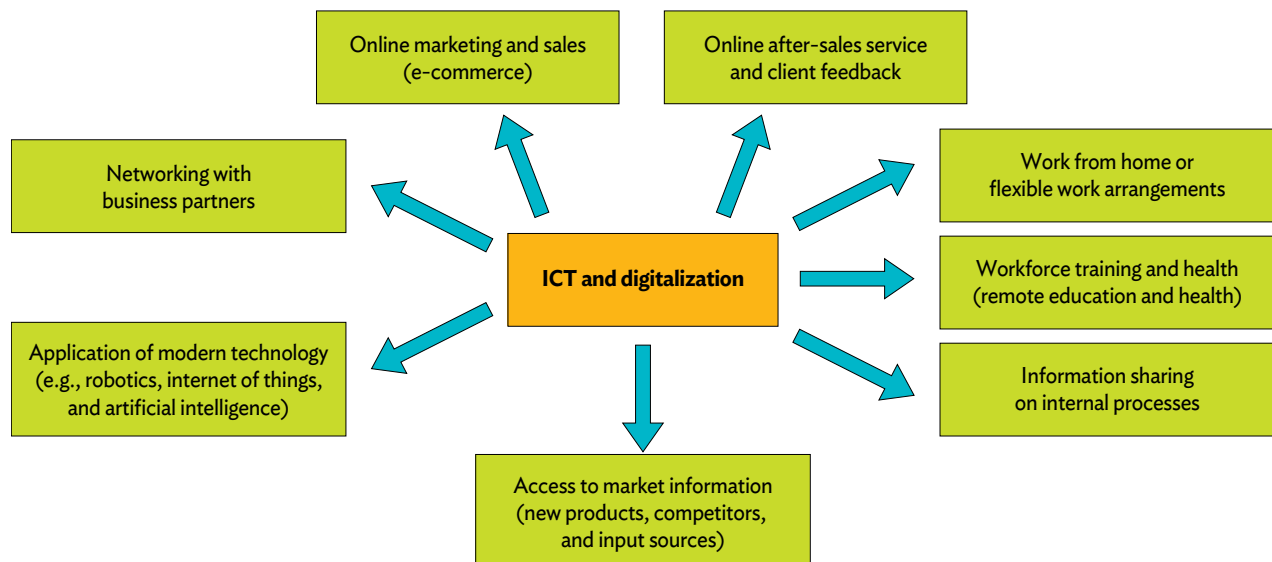 Online marketing and sales
(e-commerce)
Online after-sales service
and client feedback
Networking with
business partners
Work from home or
flexible work arrangements
ICT and digitalization
Workforce training and health
(remote education and health)
Application of modern technology
(e.g., robotics, internet of things,
and artificial intelligence)
Information sharing
on internal processes
Access to market information
(new products, competitors,
and input sources)